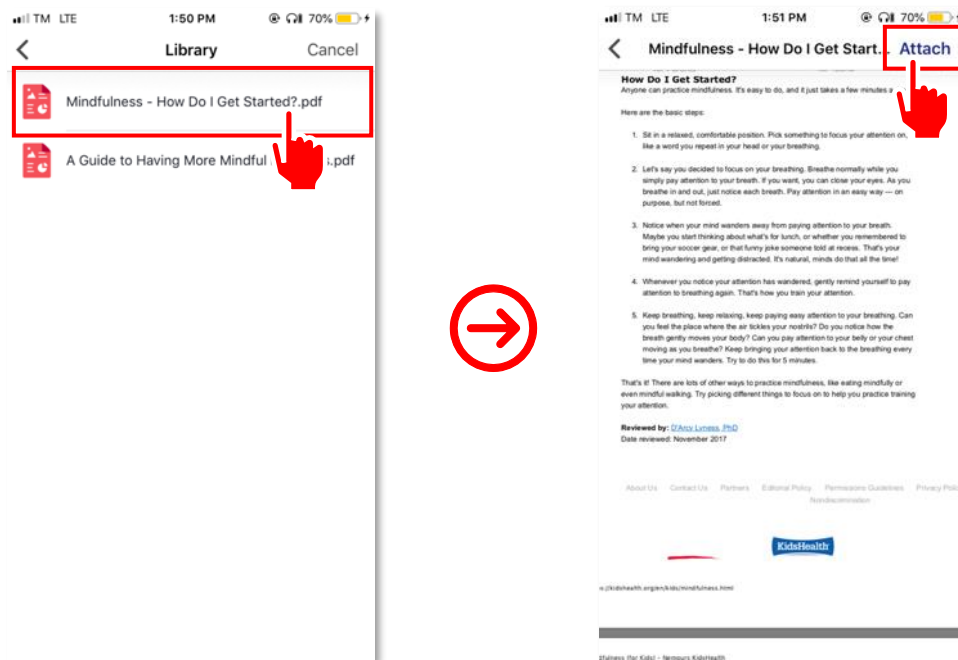 TM LTE 1:50 PM 70%
Library Cancel
Mindfulness - How Do I Get Started?.pdf
A Guide to Having More Mindful .pdf
TM LTE 1:51 PM 70%
Mindfulness - How Do I Get Start... Attach
How Do I Get Started?
Anyone can practice mindfulness. It's easy to do, and it just takes a few minutes a
Here are the basic steps:
1. Sit in a relaxed, comfortable position. Pick something to focus your attention on,
like a word you repeat in your head or your breathing.
2. Let's say you decided to focus on your breathing. Breathe normally while you
simply pay attention to your breath. If you want, you can close your eyes. As you
breathe in and out, just notice each breath. Pay attention in an easy way — on
purpose, but not forced.
3. Notice when your mind wanders away from paying attention to your breath.
Maybe you start thinking about what's for lunch, or whether you remembered to
bring your soccer gear, or that funny joke someone told at recess. That's your
mind wandering and getting distracted. It's natural, minds do that all the time!
4. Whenever you notice your attention has wandered, gently remind yourself to pay
attention to breathing again. That's how you train your attention.
5. Keep breathing, keep relaxing, keep paying easy attention to your breathing. Can
you feel the place where the air tickles your nostrils? Do you notice how the
breath gently moves your body? Can you pay attention to your belly or your chest
moving as you breathe? Keep bringing your attention back to the breathing every
time your mind wanders. Try to do this for 5 minutes.
That's it! There are lots of other ways to practice mindfulness, like eating mindfully or
even mindful walking. Try picking different things to focus on to help you practice training
your attention.
Reviewed by: D'Arcy Lyness, PhD
Date reviewed: November 2017
About Us Contact Us Partners Editorial Policy Permissions Guidelines Privacy
Nondiscrimination
KidsHealth
://kidshealth.org/en/kids/mindfulness.html
dfulness (for Kids) - Nemours KidsHealth